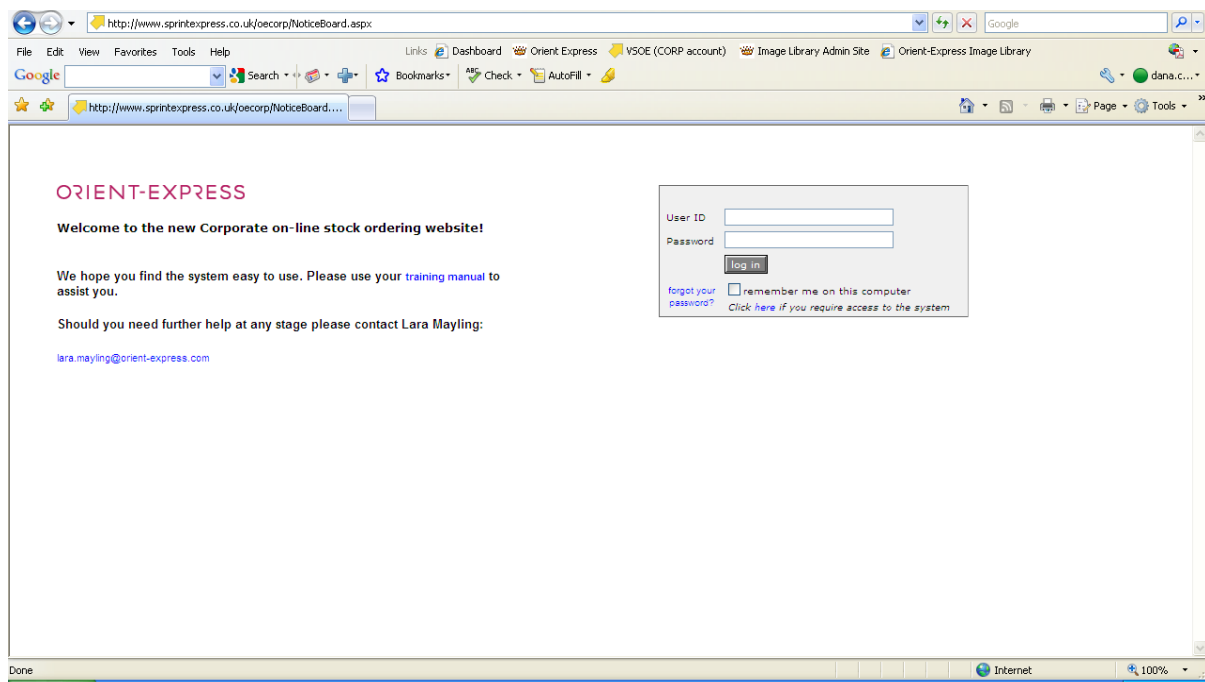 http://www.sprintexpress.co.uk/oecorp/NoticeBoard.aspx
Google
File Edit View Favorites Tools Help
Links Dashboard Orient Express VSOE (CORP account) Image Library Admin Site Orient-Express Image Library
Google Search Bookmarks Check AutoFill dana.c...
http://www.sprintexpress.co.uk/oecorp/NoticeBoard....
Page Tools
ORIENT-EXPRESS
Welcome to the new Corporate on-line stock ordering website!
We hope you find the system easy to use. Please use your training manual to
assist you.
Should you need further help at any stage please contact Lara Mayling:
lara.mayling@orient-express.com
User ID
Password
log in
forgot your
password?
remember me on this computer
Click here if you require access to the system
Done Internet 100%